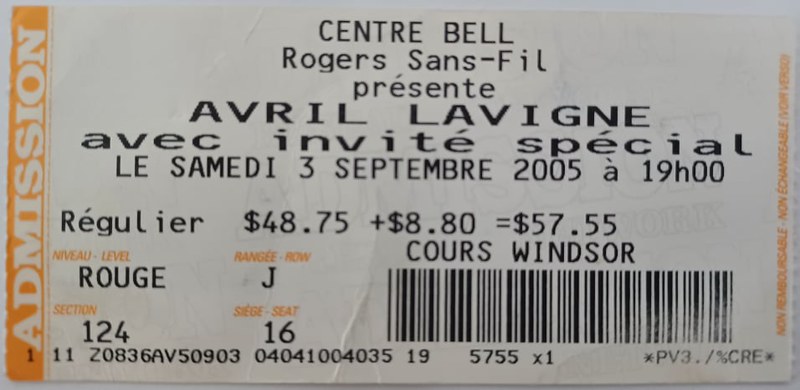 ADMISSION
CENTRE BELL
Rogers Sans-Fil
présente
AVRIL LAVIGNE
avec invité spécial
LE SAMEDI 3 SEPTEMBRE 2005 à 19h00
Régulier $48.75 +$8.80 =$57.55
COURS WINDSOR
NIVEAU - LEVEL RANGÉE - ROW
ROUGE J
SECTION SIÈGE - SEAT
124 16
1 11 Z0836AV50903 04041004035 19 5755 x1 *PV3./%CRE*
NON REMBOURSABLE - NON ÉCHANGEABLE (VOIR VERSO)